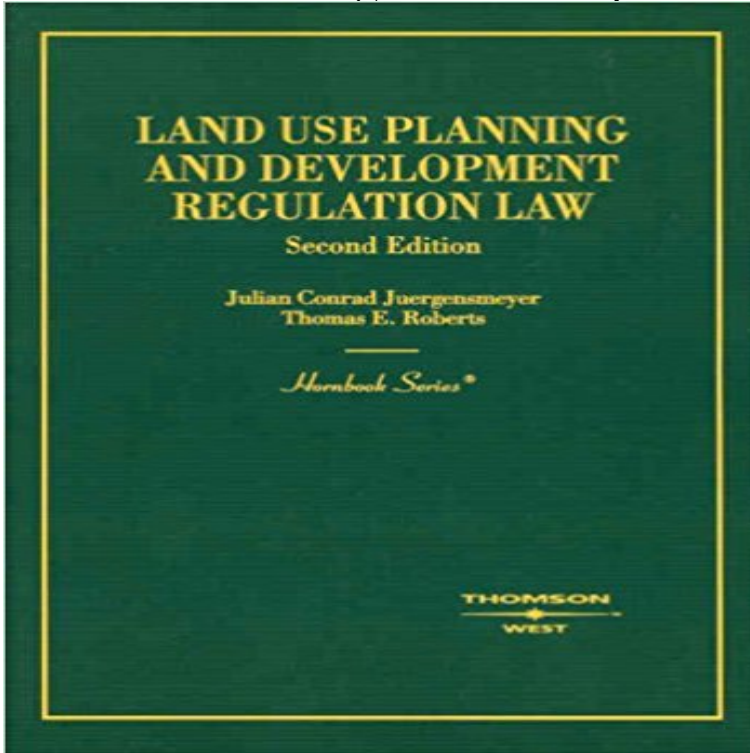 LAND USE PLANNING
AND DEVELOPMENT
REGULATION LAW
Second Edition
Julian Conrad Juergensmeyer
Thomas E. Roberts
Hornbook Series®
THOMSON
WEST